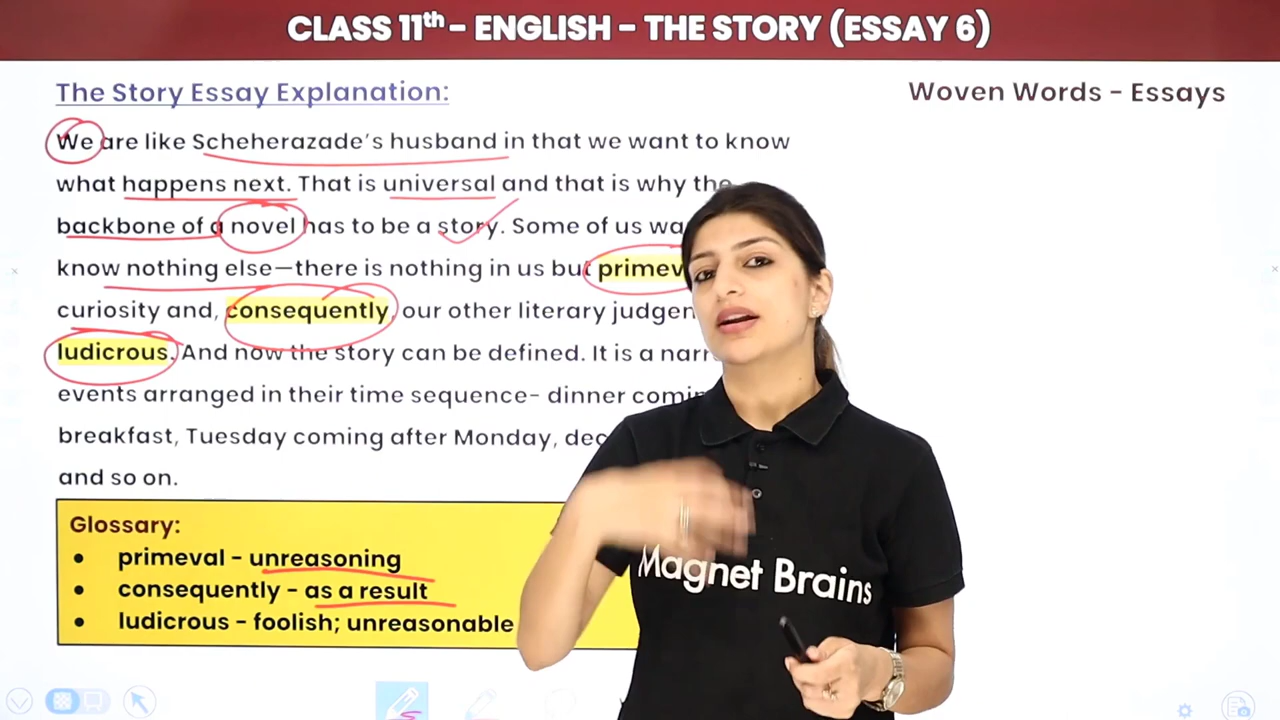 CLASS 11th - ENGLISH - THE STORY (ESSAY 6)
The Story Essay Explanation:
Woven Words - Essays
We are like Scheherazade's husband in that we want to know
what happens next. That is universal and that is why the
backbone of a novel has to be a story. Some of us
know nothing else—there is nothing in us but
curiosity and, consequently, our other literary
ludicrous. And now the story can be defined. It is a
events arranged in their time sequence- dinner
breakfast, Tuesday coming after Monday,
and so on.
Glossary:
• primeval - unreasoning
• consequently - as a result
• ludicrous - foolish; unreasonable
Magnet Brains